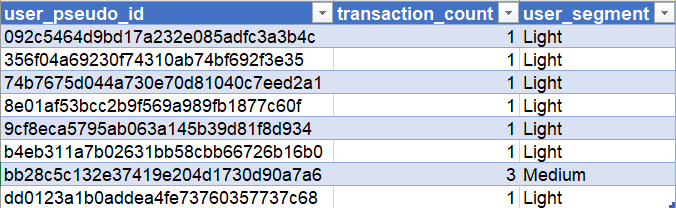 user_pseudo_id transaction_count user_segment
092c5464d9bd17a232e085adfc3a3b4c 1 Light
356f04a69230f74310ab74bf692f3e35 1 Light
74b7675d044a730e70d81040c7eed2a1 1 Light
8e01af53bcc2b9f569a989fb1877c60f 1 Light
9cf8eca5795ab063a145b39d81f8d934 1 Light
b4eb311a7b02631bb58cbb66726b16b0 1 Light
bb28c5c132e37419e204d1730d90a7a6 3 Medium
dd0123a1b0addea4fe73760357737c68 1 Light